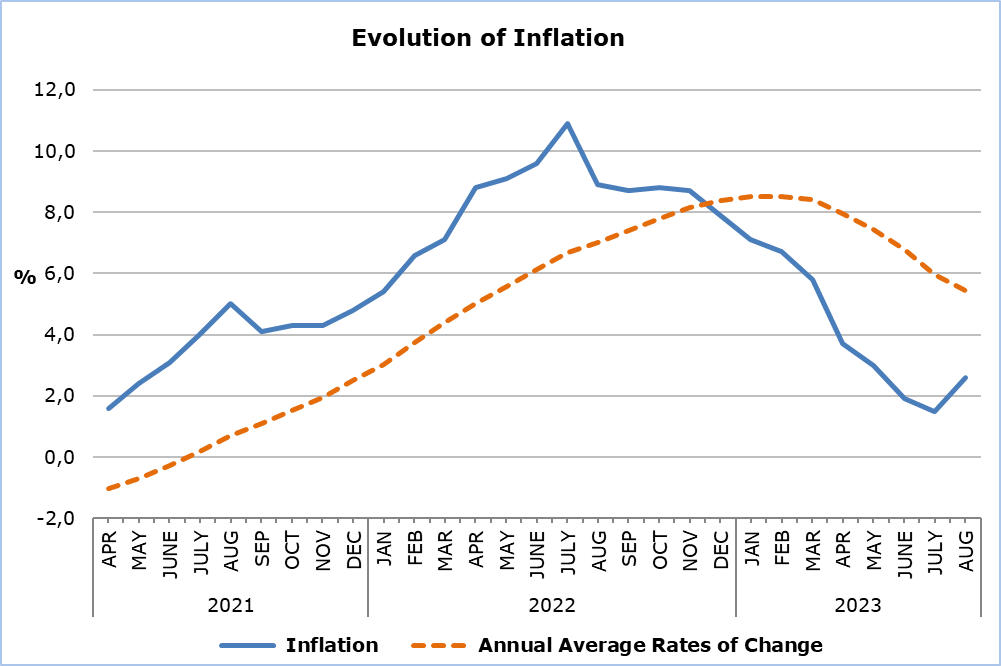 Evolution of Inflation
12,0
10,0
8,0
%
6,0
4,0
2,0
0,0
-2,0
APR MAY JUNE JULY AUG SEP OCT NOV DEC JAN FEB MAR APR MAY JUNE JULY AUG SEP OCT NOV DEC JAN FEB MAR APR MAY JUNE JULY AUG
2021 2022 2023
Inflation Annual Average Rates of Change